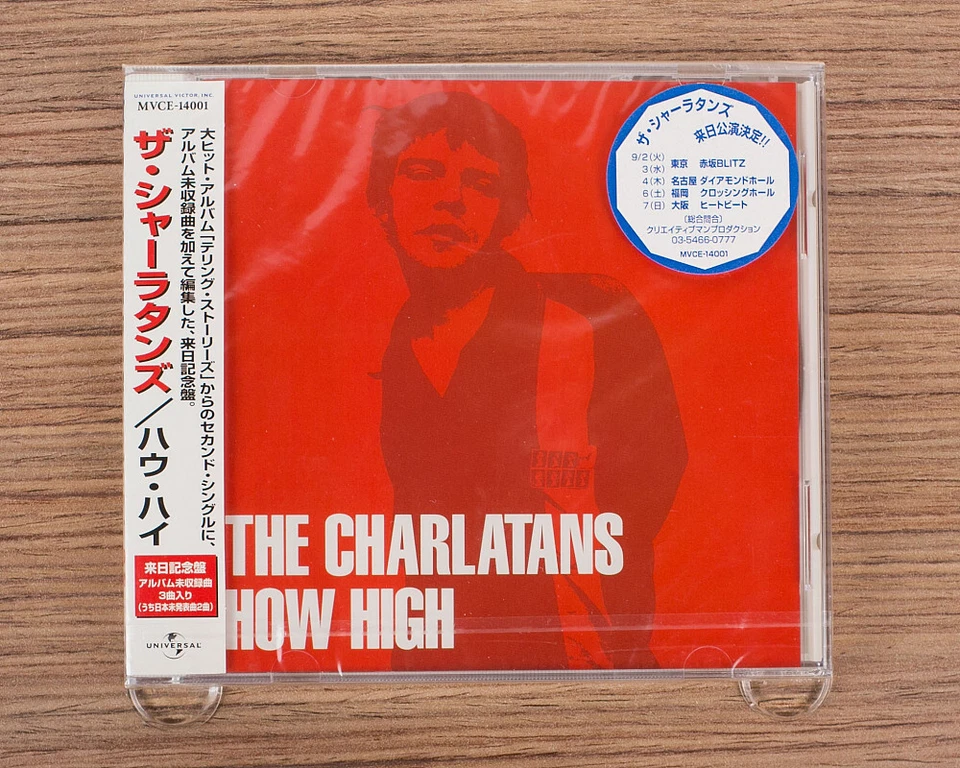 UNIVERSAL VICTOR, INC.
MVCE-14001
大ヒット・アルバム「テリング・ストーリーズ」からのセカンド・シングルに、
アルバム未収録曲を加えて編集した、来日記念盤。
ザ・シャーラタンズ/ハウ・ハイ
来日記念盤
アルバム未収録曲
3曲入り
(うち日本未発表曲2曲)
UNIVERSAL
ザ・シャーラタンズ
来日公演決定!!
9/2(火) 東京 赤坂BLITZ
3(水)
4(木) 名古屋 ダイアモンドホール
6(土) 福岡 クロッシングホール
7(日) 大阪 ヒートビート
〔総合問合〕
クリエイティブマンプロダクション
03-5466-0777
MVCE-14001
THE CHARLATANS
HOW HIGH